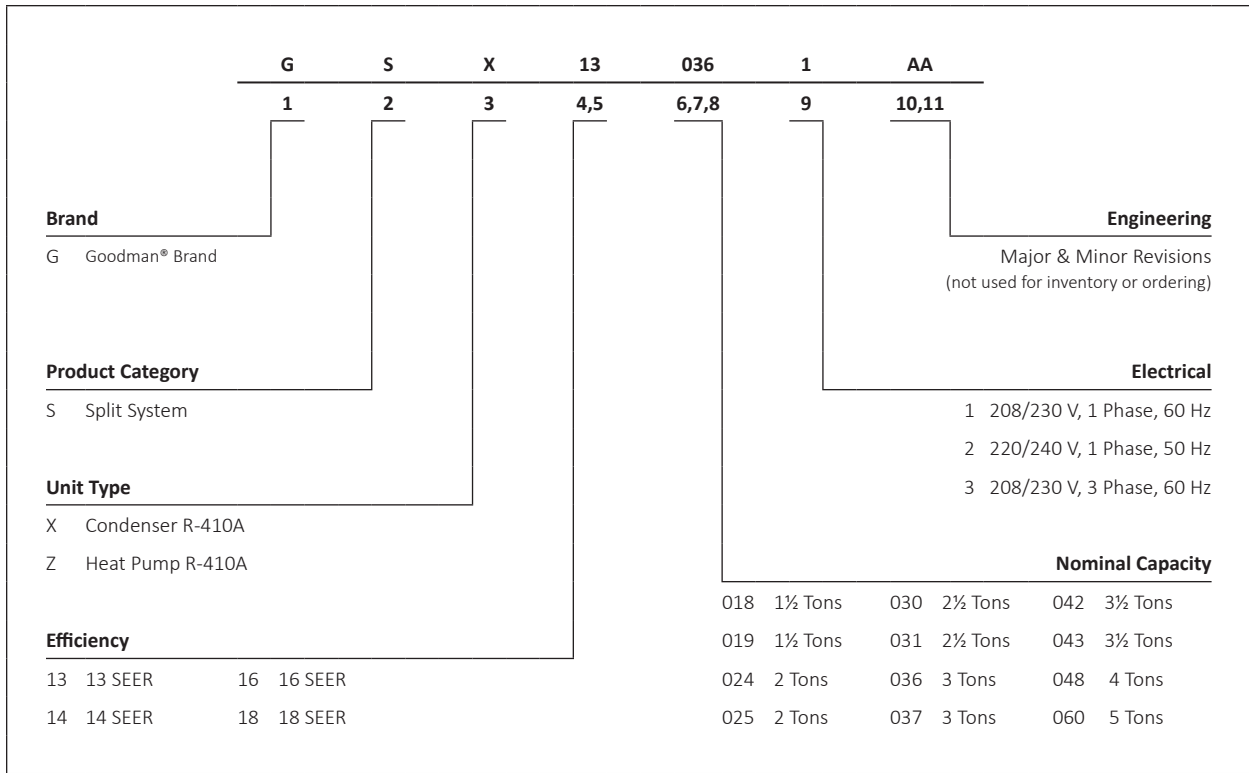 G S X 13 036 1 AA
1 2 3 4,5 6,7,8 9 10,11
Brand
G Goodman® Brand
Engineering
Major & Minor Revisions
(not used for inventory or ordering)
Product Category
S Split System
Electrical
1 208/230 V, 1 Phase, 60 Hz
2 220/240 V, 1 Phase, 50 Hz
3 208/230 V, 3 Phase, 60 Hz
Unit Type
X Condenser R-410A
Z Heat Pump R-410A
Nominal Capacity
018 1½ Tons 030 2½ Tons 042 3½ Tons
019 1½ Tons 031 2½ Tons 043 3½ Tons
024 2 Tons 036 3 Tons 048 4 Tons
025 2 Tons 037 3 Tons 060 5 Tons
Efficiency
13 13 SEER 16 16 SEER
14 14 SEER 18 18 SEER